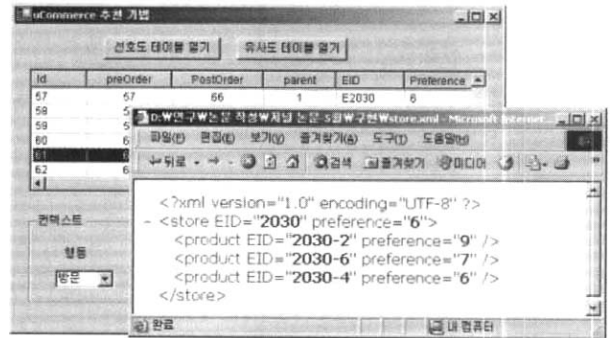 uCommerce 추천 기법
선호도 테이블 열기 유사도 테이블 열기
Id preOrder PostOrder parent EID Preference
57 67 66 1 E2030 6
58 5
59 5
60 6
61 6
62 6
D:\연구\논문 작성\저널 논문-5월\구현\store.xml - Microsoft Internet
파일(F) 편집(E) 보기(V) 즐겨찾기(A) 도구(T) 도움말(H)
뒤로 검색 즐겨찾기 미디어
<?xml version="1.0" encoding="UTF-8" ?>
- <store EID="2030" preference="6">
<product EID="2030-2" preference="9" />
<product EID="2030-6" preference="7" />
<product EID="2030-4" preference="6" />
</store>
컨텍스트
행동
방문
완료 내 컴퓨터